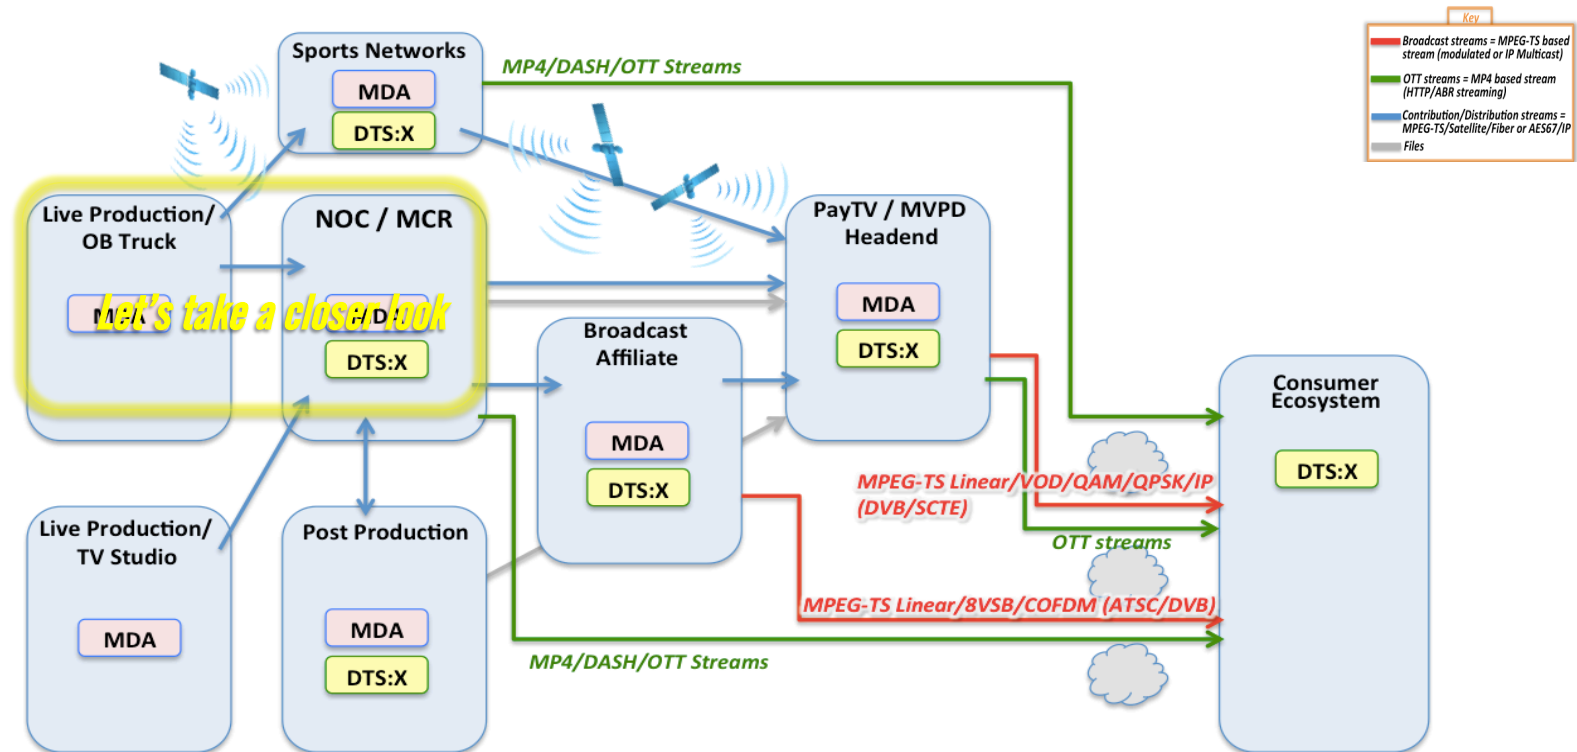 Key
Broadcast streams = MPEG-TS based
stream (modulated or IP Multicast)
OTT streams = MP4 based stream
(HTTP/ABR streaming)
Contribution/Distribution streams =
MPEG-TS/Satellite/Fiber or AES67/IP
Files
Sports Networks
MDA
DTS:X
MP4/DASH/OTT Streams
Live Production/
OB Truck
MDA
NOC / MCR
MDA
DTS:X
Let's take a closer look
PayTV / MVPD
Headend
MDA
DTS:X
Broadcast
Affiliate
MDA
DTS:X
Consumer
Ecosystem
DTS:X
MPEG-TS Linear/VOD/QAM/QPSK/IP
(DVB/SCTE)
OTT streams
MPEG-TS Linear/8VSB/COFDM (ATSC/DVB)
MP4/DASH/OTT Streams
Live Production/
TV Studio
MDA
Post Production
MDA
DTS:X